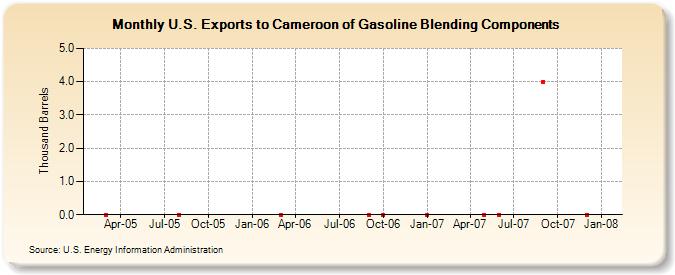 Monthly U.S. Exports to Cameroon of Gasoline Blending Components
Thousand Barrels
5.0
4.0
3.0
2.0
1.0
0.0
Apr-05 Jul-05 Oct-05 Jan-06 Apr-06 Jul-06 Oct-06 Jan-07 Apr-07 Jul-07 Oct-07 Jan-08
Source: U.S. Energy Information Administration